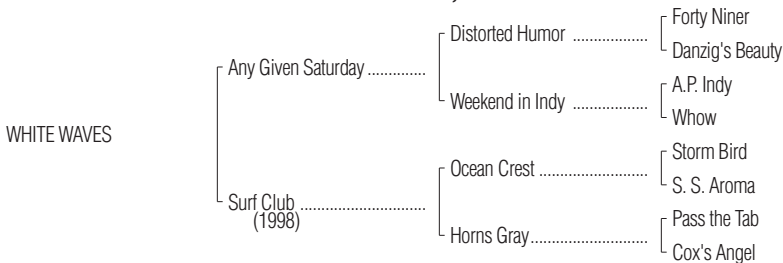 Forty Niner
Distorted Humor ....................
Danzig's Beauty
Any Given Saturday ..............
A.P. Indy
Weekend in Indy ....................
Whow
WHITE WAVES
Storm Bird
Ocean Crest .............................
S. S. Aroma
Surf Club ................................
(1998)
Pass the Tab
Horns Gray...............................
Cox's Angel